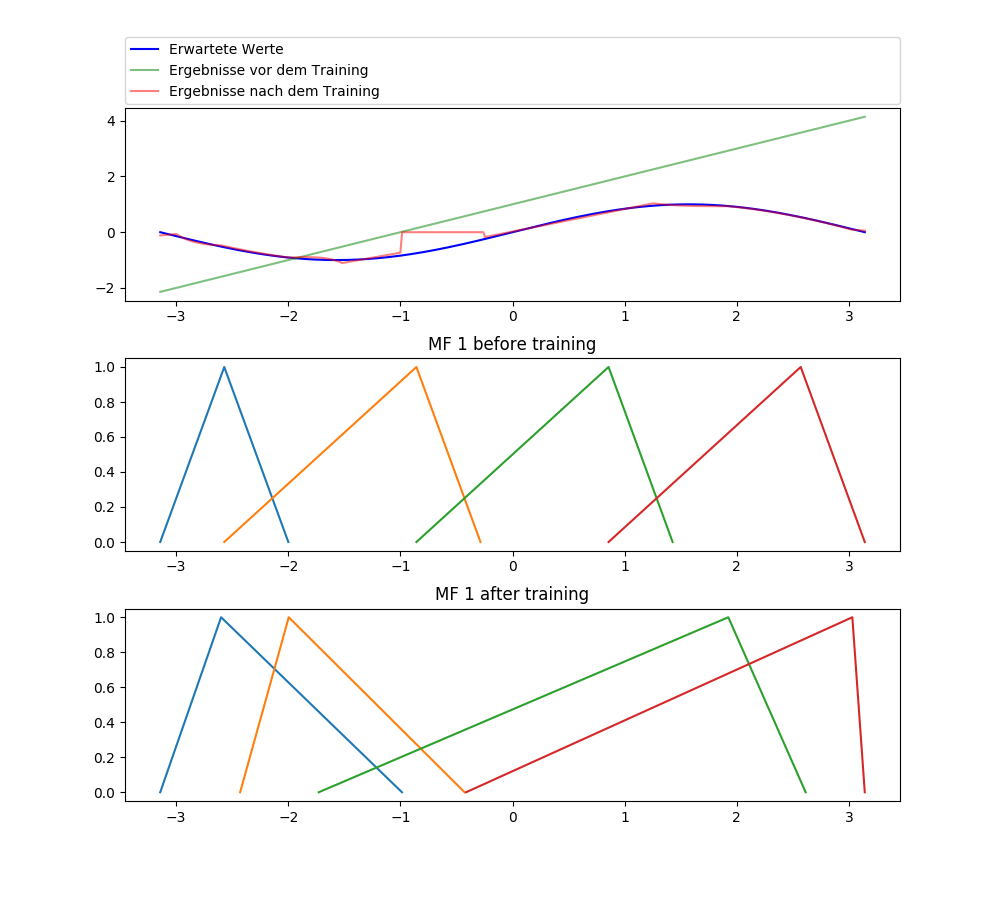 Erwartete Werte
Ergebnisse vor dem Training
Ergebnisse nach dem Training
4
2
0
−2
−3 −2 −1 0 1 2 3
MF 1 before training
1.0
0.8
0.6
0.4
0.2
0.0
−3 −2 −1 0 1 2 3
MF 1 after training
1.0
0.8
0.6
0.4
0.2
0.0
−3 −2 −1 0 1 2 3